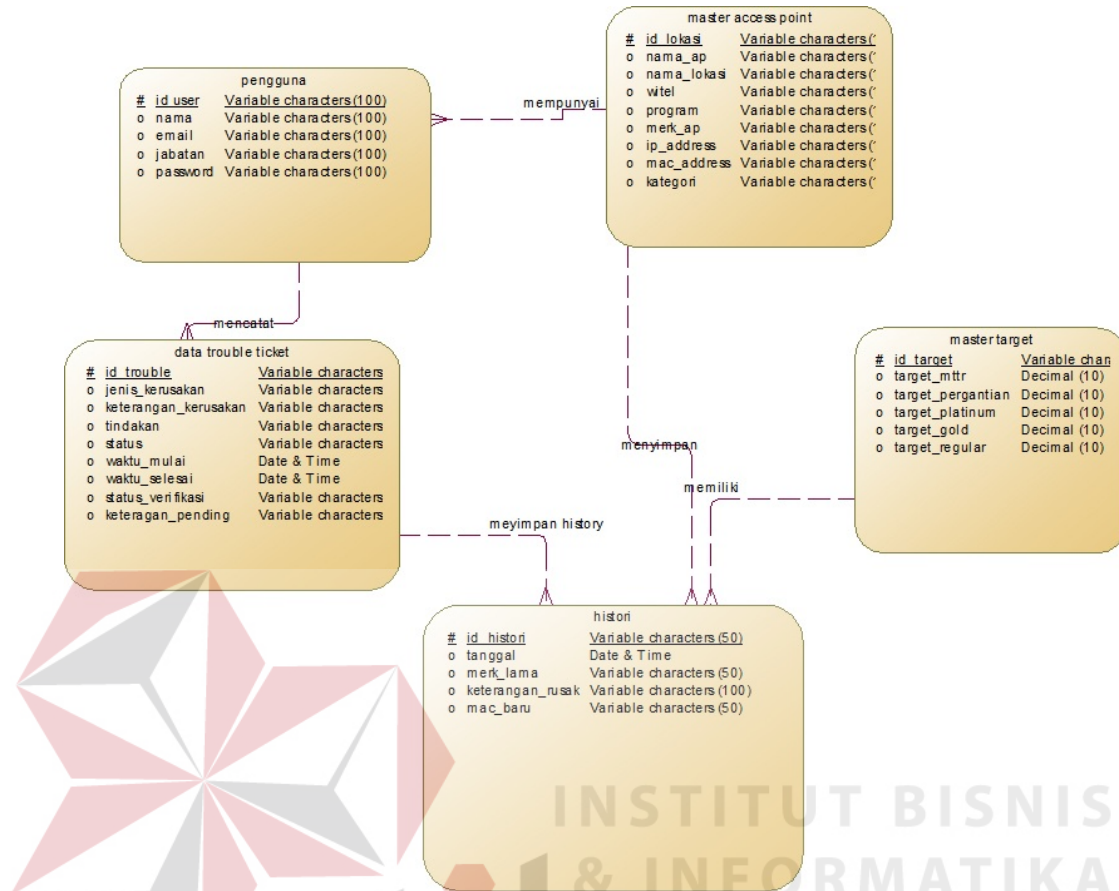 master access point
# id_lokasi Variable characters (
o nama_ap Variable characters (
o nama_lokasi Variable characters (
o witel Variable characters (
o program Variable characters (
o merk_ap Variable characters (
o ip_address Variable characters (
o mac_address Variable characters (
o kategori Variable characters (
pengguna
# id user Variable characters (100)
o nama Variable characters (100)
o email Variable characters (100)
o jabatan Variable characters (100)
o password Variable characters (100)
mempunyai
mencatat
data trouble ticket
# id_trouble Variable characters
o jenis_kerusakan Variable characters
o keterangan_kerusakan Variable characters
o tindakan Variable characters
o status Variable characters
o waktu_mulai Date & Time
o waktu_selesai Date & Time
o status_verifikasi Variable characters
o keteragan_pending Variable characters
master target
# id_target Variable chan
o target_mttr Decimal (10)
o target_pergantian Decimal (10)
o target_platinum Decimal (10)
o target_gold Decimal (10)
o target_regular Decimal (10)
menyimpan
memiliki
meyimpan history
histori
# id_histori Variable characters (50)
o tanggal Date & Time
o merk_lama Variable characters (50)
o keterangan_rusak Variable characters (100)
o mac_baru Variable characters (50)
INSTITUT BISNIS
& INFORMATIKA